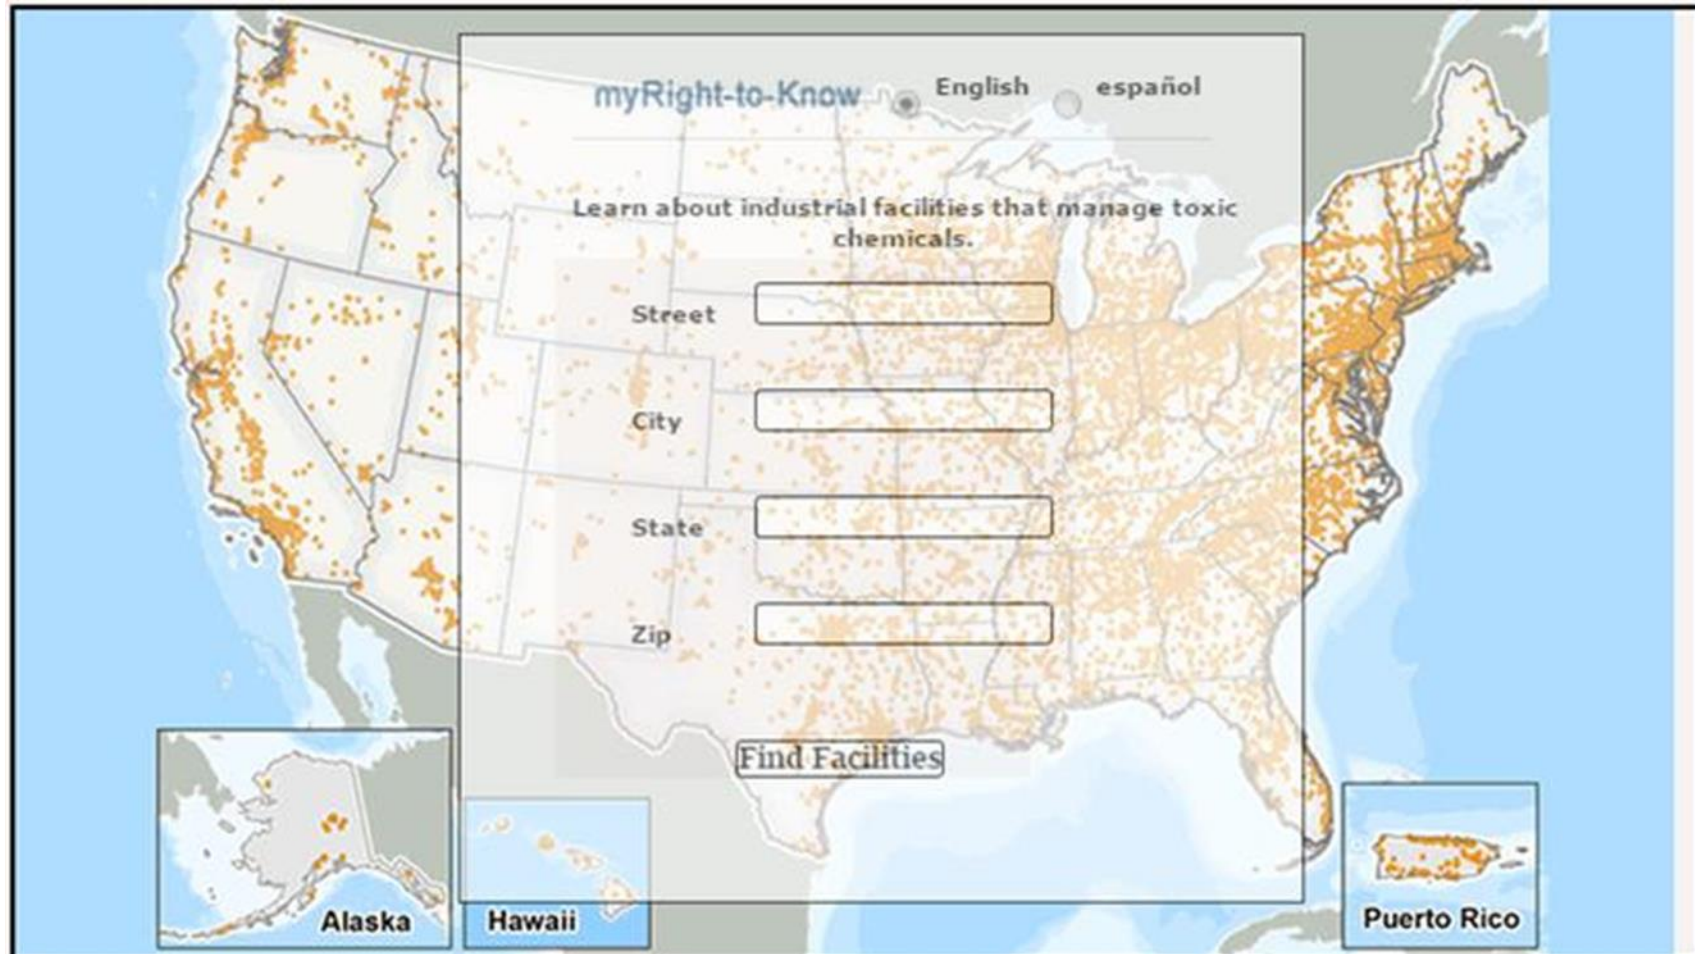 myRight-to-Know English español
Learn about industrial facilities that manage toxic
chemicals.
Street
City
State
Zip
Find Facilities
Alaska
Hawaii
Puerto Rico